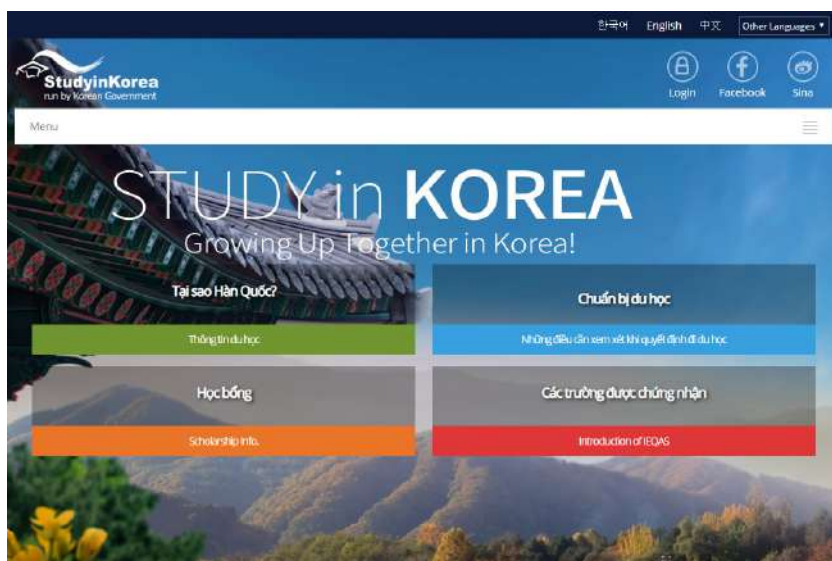 한국어 English 中文 Other Languages
StudyinKorea
run by Korean Government
Login Facebook Sina
Menu
STUDY in KOREA
Growing Up Together in Korea!
Tại sao Hàn Quốc?
Thông tin du học
Chuẩn bị du học
Những điều cần xem xét khi quyết định đi du học
Học bổng
Scholarship Info.
Các trường được chứng nhận
Introduction of IEQAS